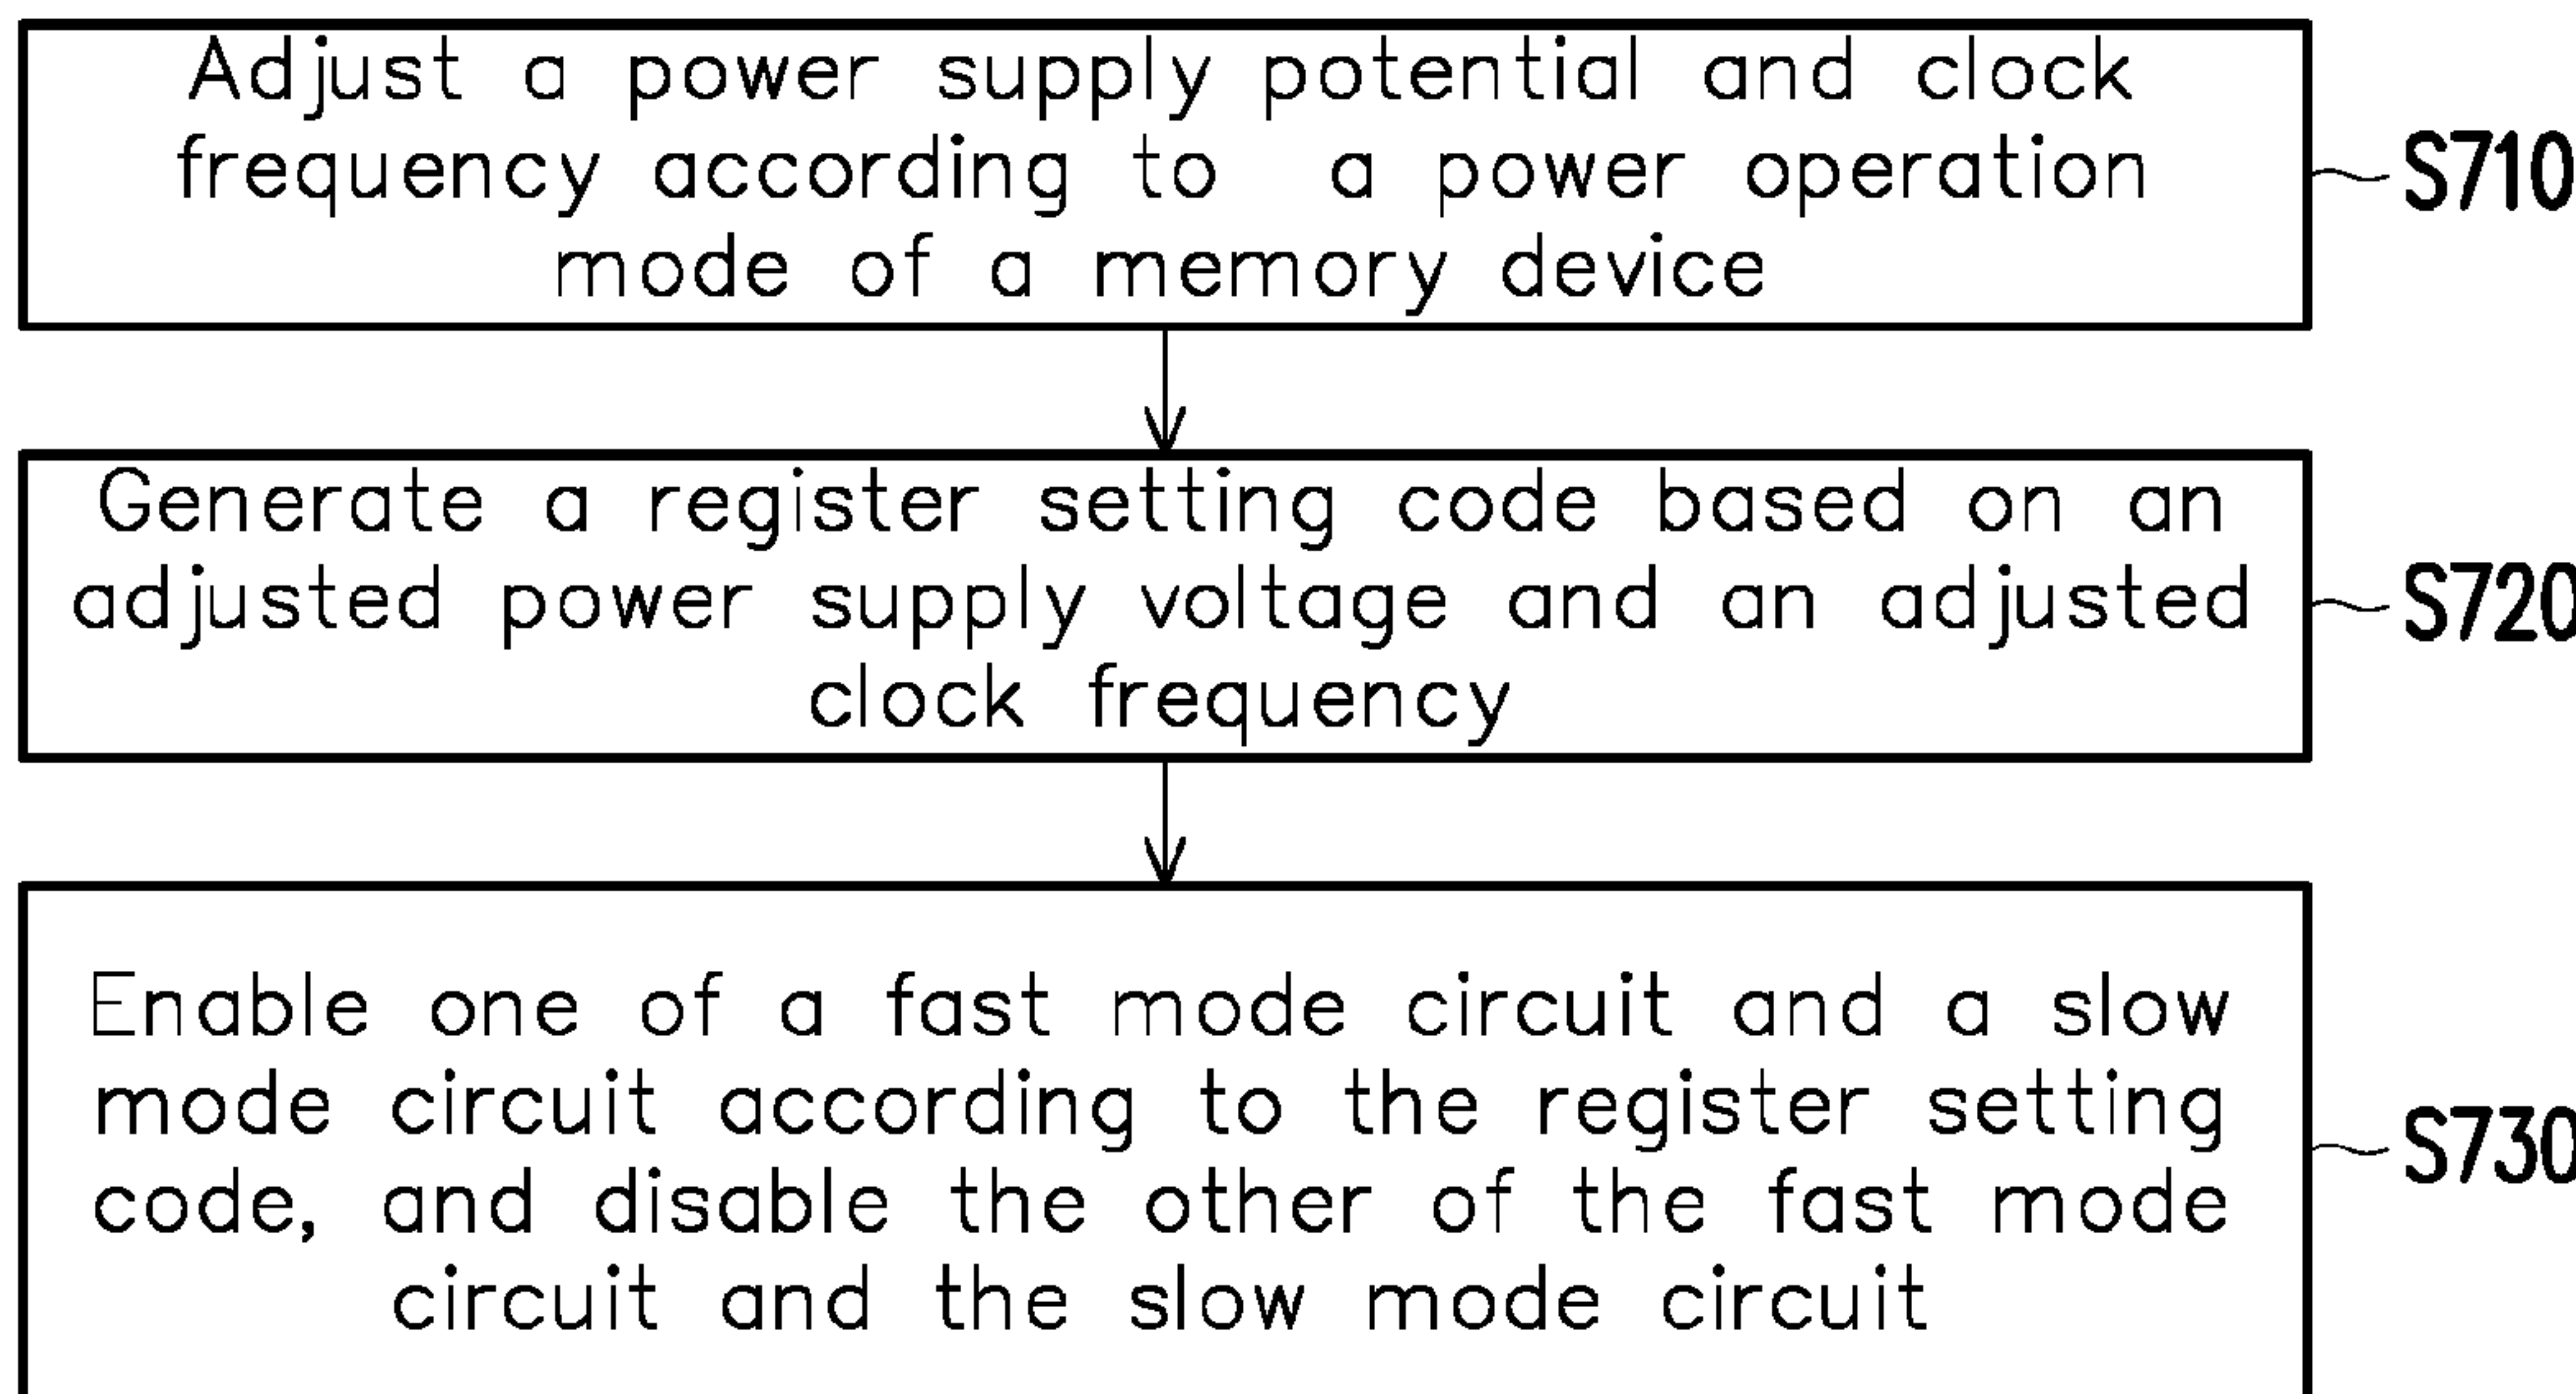 Adjust a power supply potential and clock
frequency according to a power operation
mode of a memory device
S710
Generate a register setting code based on an
adjusted power supply voltage and an adjusted
clock frequency
S720
Enable one of a fast mode circuit and a slow
mode circuit according to the register setting
code, and disable the other of the fast mode
circuit and the slow mode circuit
S730